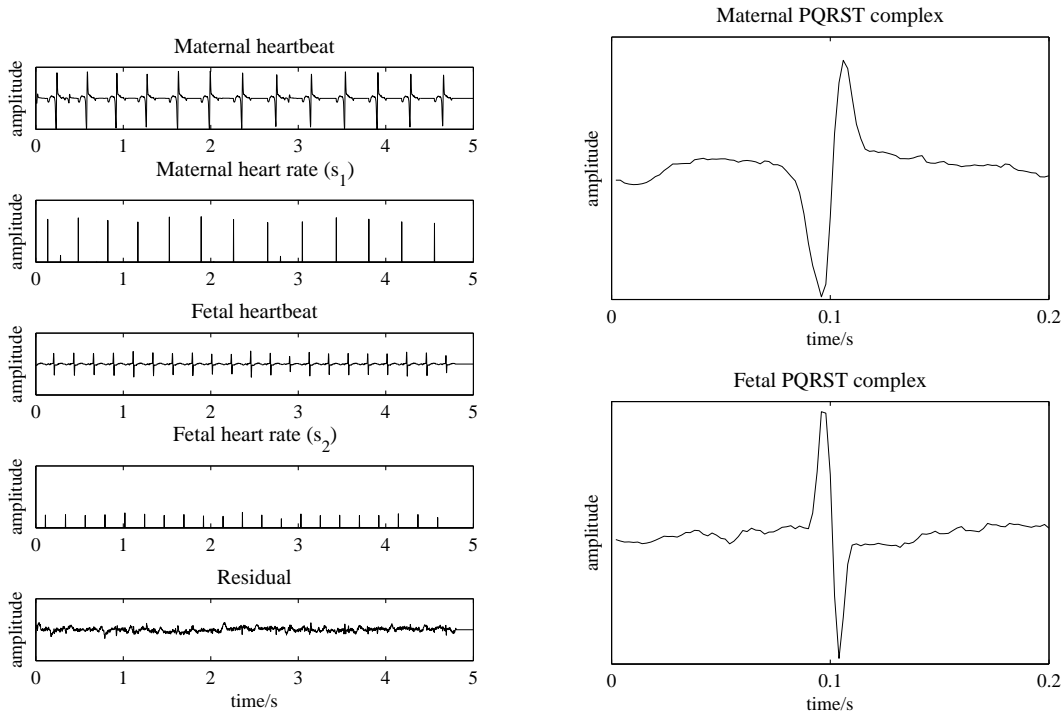 Maternal heartbeat
amplitude
0 1 2 3 4 5
Maternal heart rate (s1)
amplitude
0 1 2 3 4 5
Fetal heartbeat
amplitude
0 1 2 3 4 5
Fetal heart rate (s2)
amplitude
0 1 2 3 4 5
Residual
amplitude
0 1 2 3 4 5
time/s
Maternal PQRST complex
amplitude
0 0.1 0.2
time/s
Fetal PQRST complex
amplitude
0 0.1 0.2
time/s